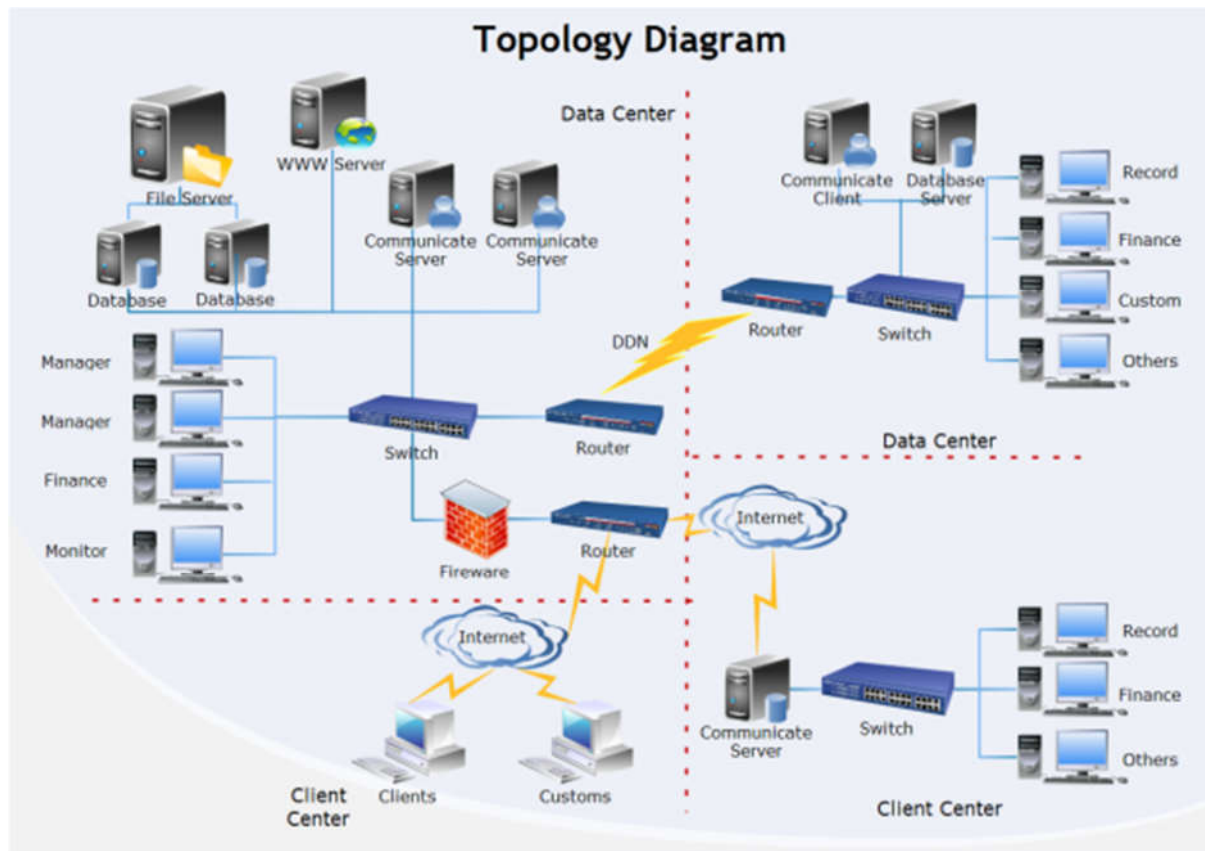 Topology Diagram
Data Center
File Server
WWW Server
Communicate
Server
Communicate
Server
Database
Database
Manager
Manager
Finance
Monitor
Switch
Router
DDN
Fireware
Router
Communicate
Client
Database
Server
Record
Finance
Custom
Others
Router
Switch
Data Center
Internet
Internet
Clients
Customs
Client
Center
Communicate
Server
Switch
Record
Finance
Others
Client Center